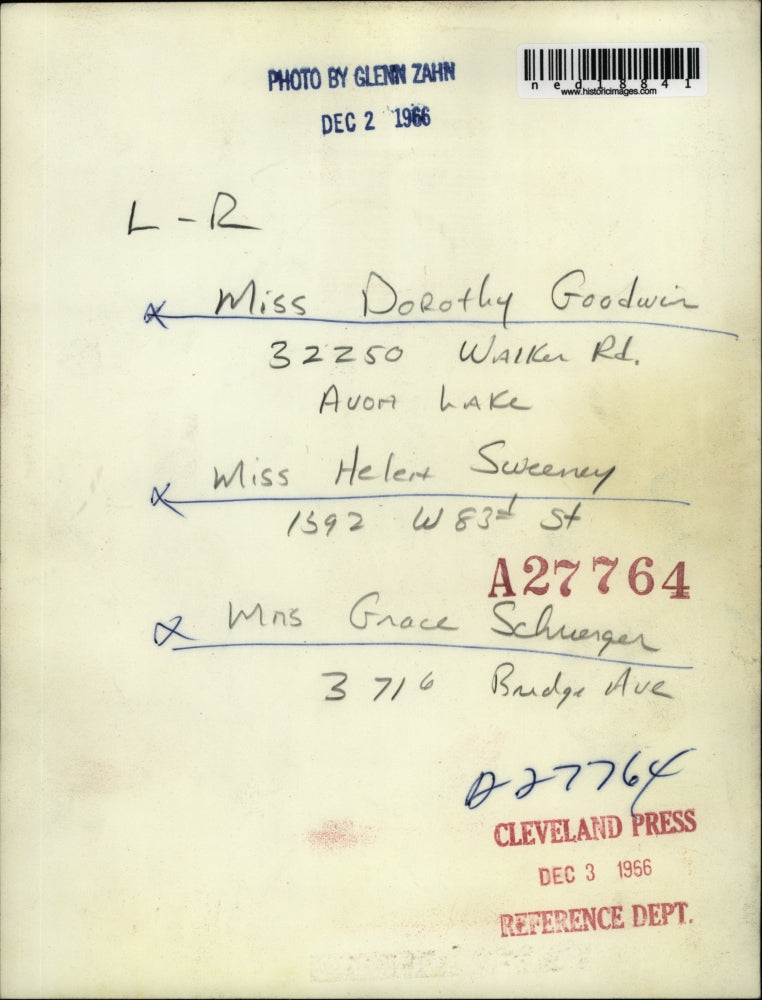 PHOTO BY GLENN ZAHN
DEC 2 1966
nedj8841
www.historicimages.com
L - R
Miss Dorothy Goodwin
32250 Walker Rd.
Avon Lake
Miss Helen Sweeney
1392 W 83rd St
A27764
Mrs Grace Schwerger
3716 Bridge Ave
A27764
CLEVELAND PRESS
DEC 3 1966
REFERENCE DEPT.